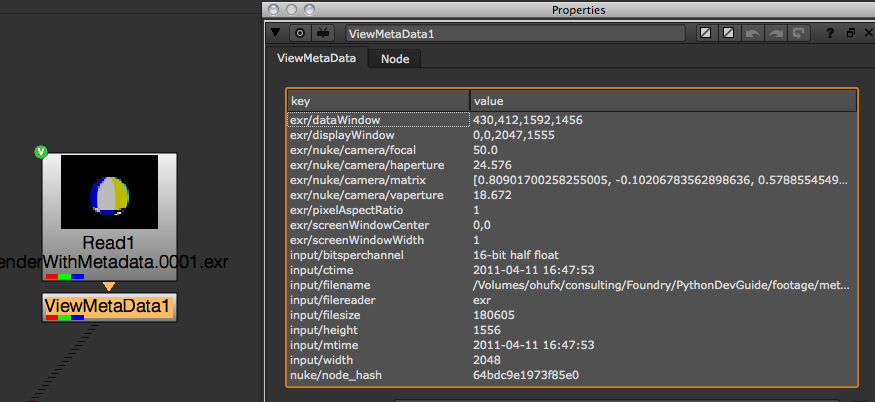 Properties
ViewMetaData1
?
ViewMetaData Node
key value
exr/dataWindow 430,412,1592,1456
exr/displayWindow 0,0,2047,1555
exr/nuke/camera/focal 50.0
exr/nuke/camera/haperture 24.576
exr/nuke/camera/matrix [0.80901700258255005, -0.10206783562898636, 0.5788554549...
exr/nuke/camera/vaperture 18.672
exr/pixelAspectRatio 1
exr/screenWindowCenter 0,0
exr/screenWindowWidth 1
input/bitsperchannel 16-bit half float
input/ctime 2011-04-11 16:47:53
input/filename /Volumes/ohufx/consulting/Foundry/PythonDevGuide/footage/met...
input/filereader exr
input/filesize 180605
input/height 1556
input/mtime 2011-04-11 16:47:53
input/width 2048
nuke/node_hash 64bdc9e1973f85e0
V
Read1
enderWithMetadata.0001.exr
ViewMetaData1